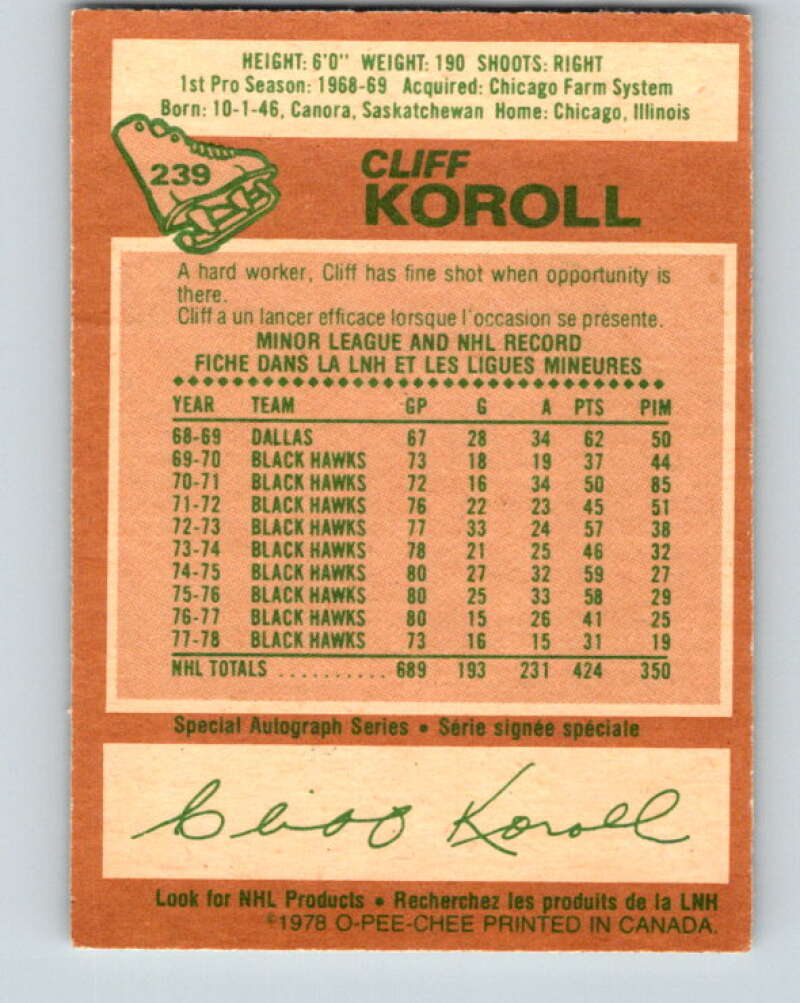 HEIGHT: 6'0" WEIGHT: 190 SHOOTS: RIGHT
1st Pro Season: 1968-69 Acquired: Chicago Farm System
Born: 10-1-46, Canora, Saskatchewan Home: Chicago, Illinois
239
CLIFF
KOROLL
A hard worker, Cliff has fine shot when opportunity is
there.
Cliff a un lancer efficace lorsque l'occasion se présente.
MINOR LEAGUE AND NHL RECORD
FICHE DANS LA LNH ET LES LIGUES MINEURES
YEAR TEAM GP G A PTS PIM
68-69 DALLAS 67 28 34 62 50
69-70 BLACK HAWKS 73 18 19 37 44
70-71 BLACK HAWKS 72 16 34 50 85
71-72 BLACK HAWKS 76 22 23 45 51
72-73 BLACK HAWKS 77 33 24 57 38
73-74 BLACK HAWKS 78 21 25 46 32
74-75 BLACK HAWKS 80 27 32 59 27
75-76 BLACK HAWKS 80 25 33 58 29
76-77 BLACK HAWKS 80 15 26 41 25
77-78 BLACK HAWKS 73 16 15 31 19
NHL TOTALS .......... 689 193 231 424 350
Special Autograph Series • Série signée spéciale
Cliff Koroll
Look for NHL Products • Recherchez les produits de la LNH
©1978 O-PEE-CHEE PRINTED IN CANADA.